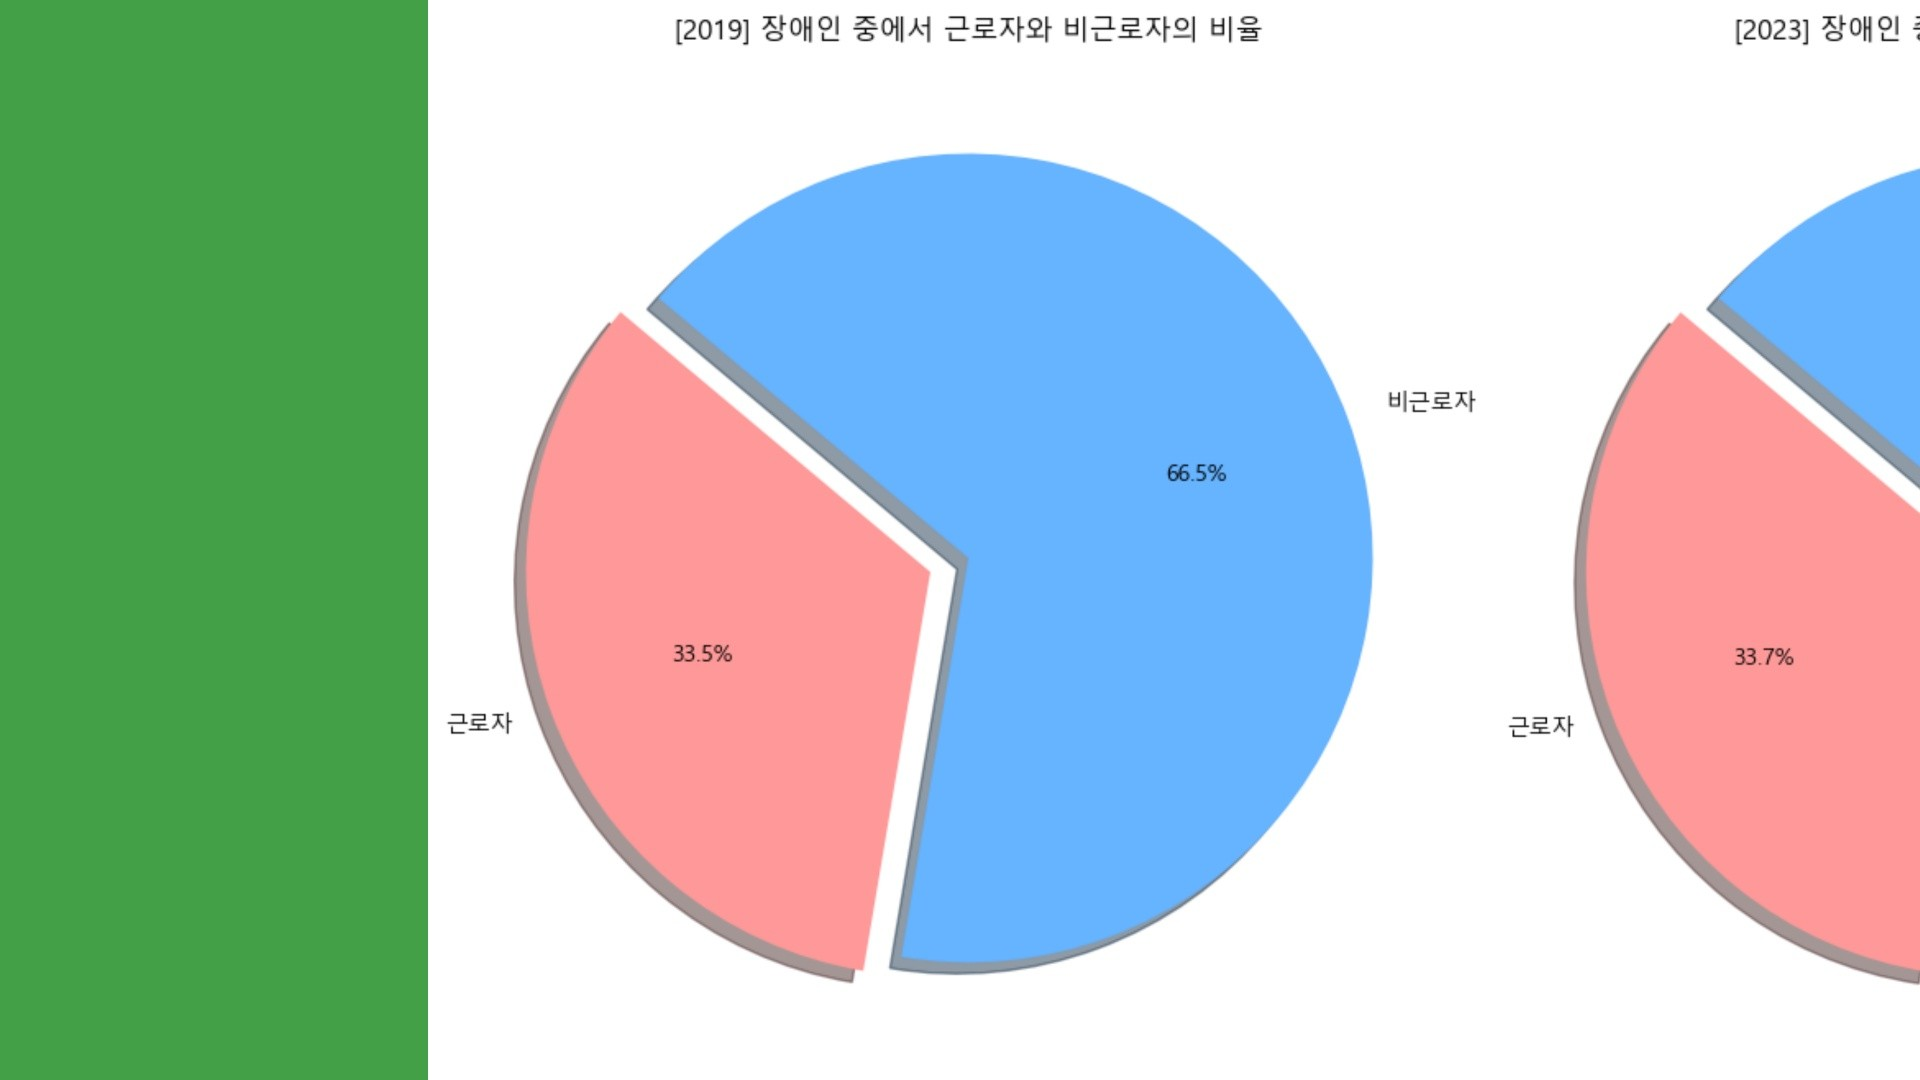 [2019] 장애인 중에서 근로자와 비근로자의 비율
비근로자
66.5%
33.5%
근로자
[2023] 장애인
33.7%
근로자